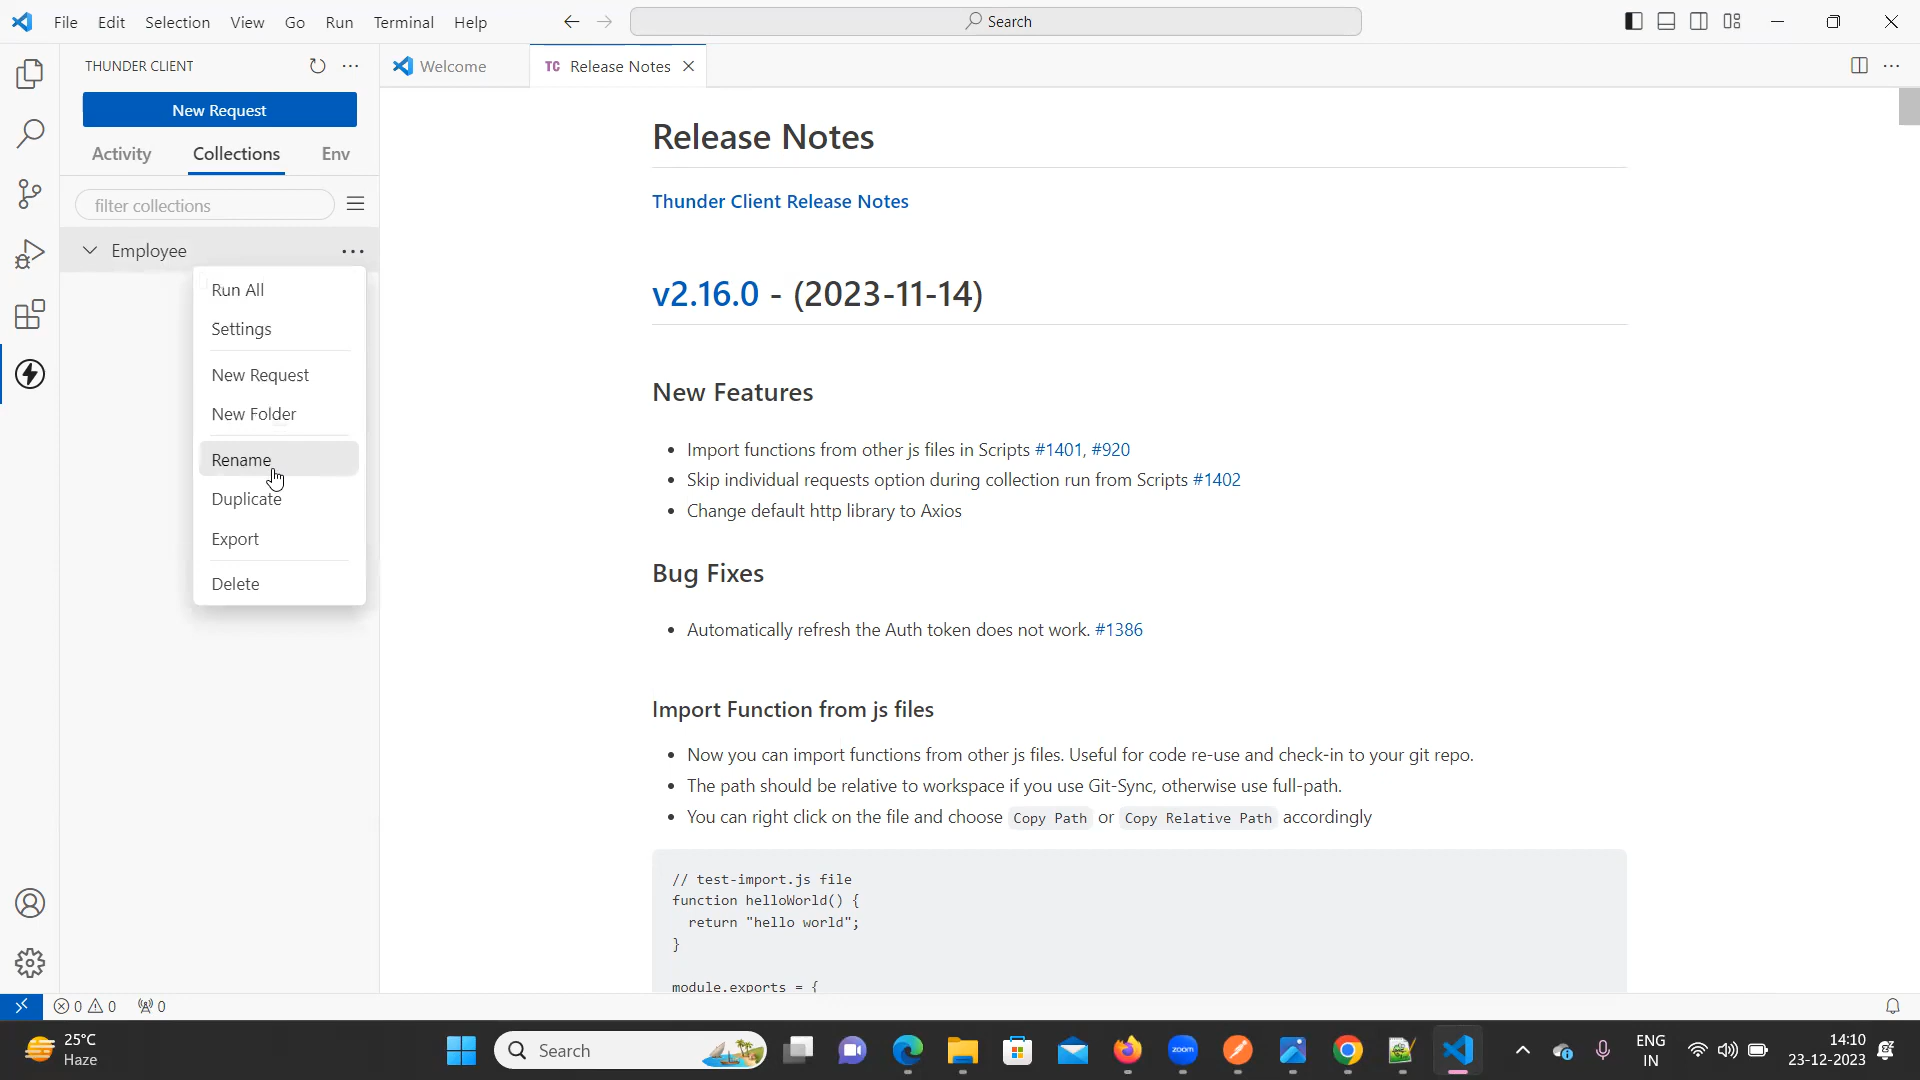 File Edit Selection View Go Run Terminal Help
Search
THUNDER CLIENT
New Request
Activity Collections Env
filter collections
Employee
Run All
Settings
New Request
New Folder
Rename
Duplicate
Export
Delete
Welcome
TC Release Notes
Release Notes
Thunder Client Release Notes
v2.16.0 - (2023-11-14)
New Features
• Import functions from other js files in Scripts #1401, #920
• Skip individual requests option during collection run from Scripts #1402
• Change default http library to Axios
Bug Fixes
• Automatically refresh the Auth token does not work. #1386
Import Function from js files
• Now you can import functions from other js files. Useful for code re-use and check-in to your git repo.
• The path should be relative to workspace if you use Git-Sync, otherwise use full-path.
• You can right click on the file and choose Copy Path or Copy Relative Path accordingly
// test-import.js file
function helloWorld() {
return "hello world";
}
module.exports = {
0 0 0
25°C
Haze
Search
zoom
ENG
IN
14:10
23-12-2023